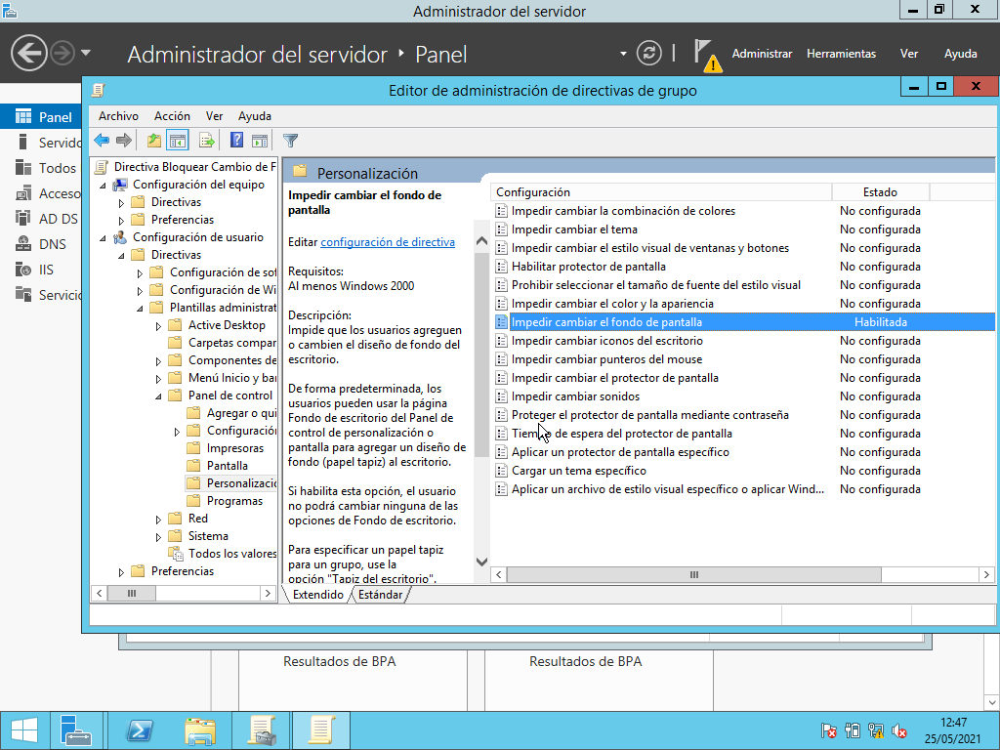 Administrador del servidor
Administrador del servidor
Panel
Administrar
Herramientas
Ver
Ayuda
Editor de administración de directivas de grupo
Archivo
Acción
Ver
Ayuda
Panel
Servido
Todos
Acceso
AD DS
DNS
IIS
Servicio
Directiva Bloquear Cambio de F
Configuración del equipo
Directivas
Preferencias
Configuración de usuario
Directivas
Configuración de sof
Configuración de Wi
Plantillas administrat
Active Desktop
Carpetas compar
Componentes de
Menú Inicio y bar
Panel de control
Agregar o qui
Configuración
Impresoras
Pantalla
Personalizació
Programas
Red
Sistema
Todos los valores
Preferencias
Personalización
Impedir cambiar el fondo de
pantalla
Editar configuración de directiva
Requisitos:
Al menos Windows 2000
Descripción:
Impide que los usuarios agreguen
o cambien el diseño de fondo del
escritorio.
De forma predeterminada, los
usuarios pueden usar la página
Fondo de escritorio del Panel de
control de personalización o
pantalla para agregar un diseño de
fondo (papel tapiz) al escritorio.
Si habilita esta opción, el usuario
no podrá cambiar ninguna de las
opciones de Fondo de escritorio.
Para especificar un papel tapiz
para un grupo, use la
opción "Tapiz del escritorio".
Configuración Estado
Impedir cambiar la combinación de colores No configurada
Impedir cambiar el tema No configurada
Impedir cambiar el estilo visual de ventanas y botones No configurada
Habilitar protector de pantalla No configurada
Prohibir seleccionar el tamaño de fuente del estilo visual No configurada
Impedir cambiar el color y la apariencia No configurada
Impedir cambiar el fondo de pantalla Habilitada
Impedir cambiar iconos del escritorio No configurada
Impedir cambiar punteros del mouse No configurada
Impedir cambiar el protector de pantalla No configurada
Impedir cambiar sonidos No configurada
Proteger el protector de pantalla mediante contraseña No configurada
Tiempo de espera del protector de pantalla No configurada
Aplicar un protector de pantalla específico No configurada
Cargar un tema específico No configurada
Aplicar un archivo de estilo visual específico o aplicar Wind... No configurada
Extendido
Estándar
Resultados de BPA
Resultados de BPA
12:47
25/05/2021